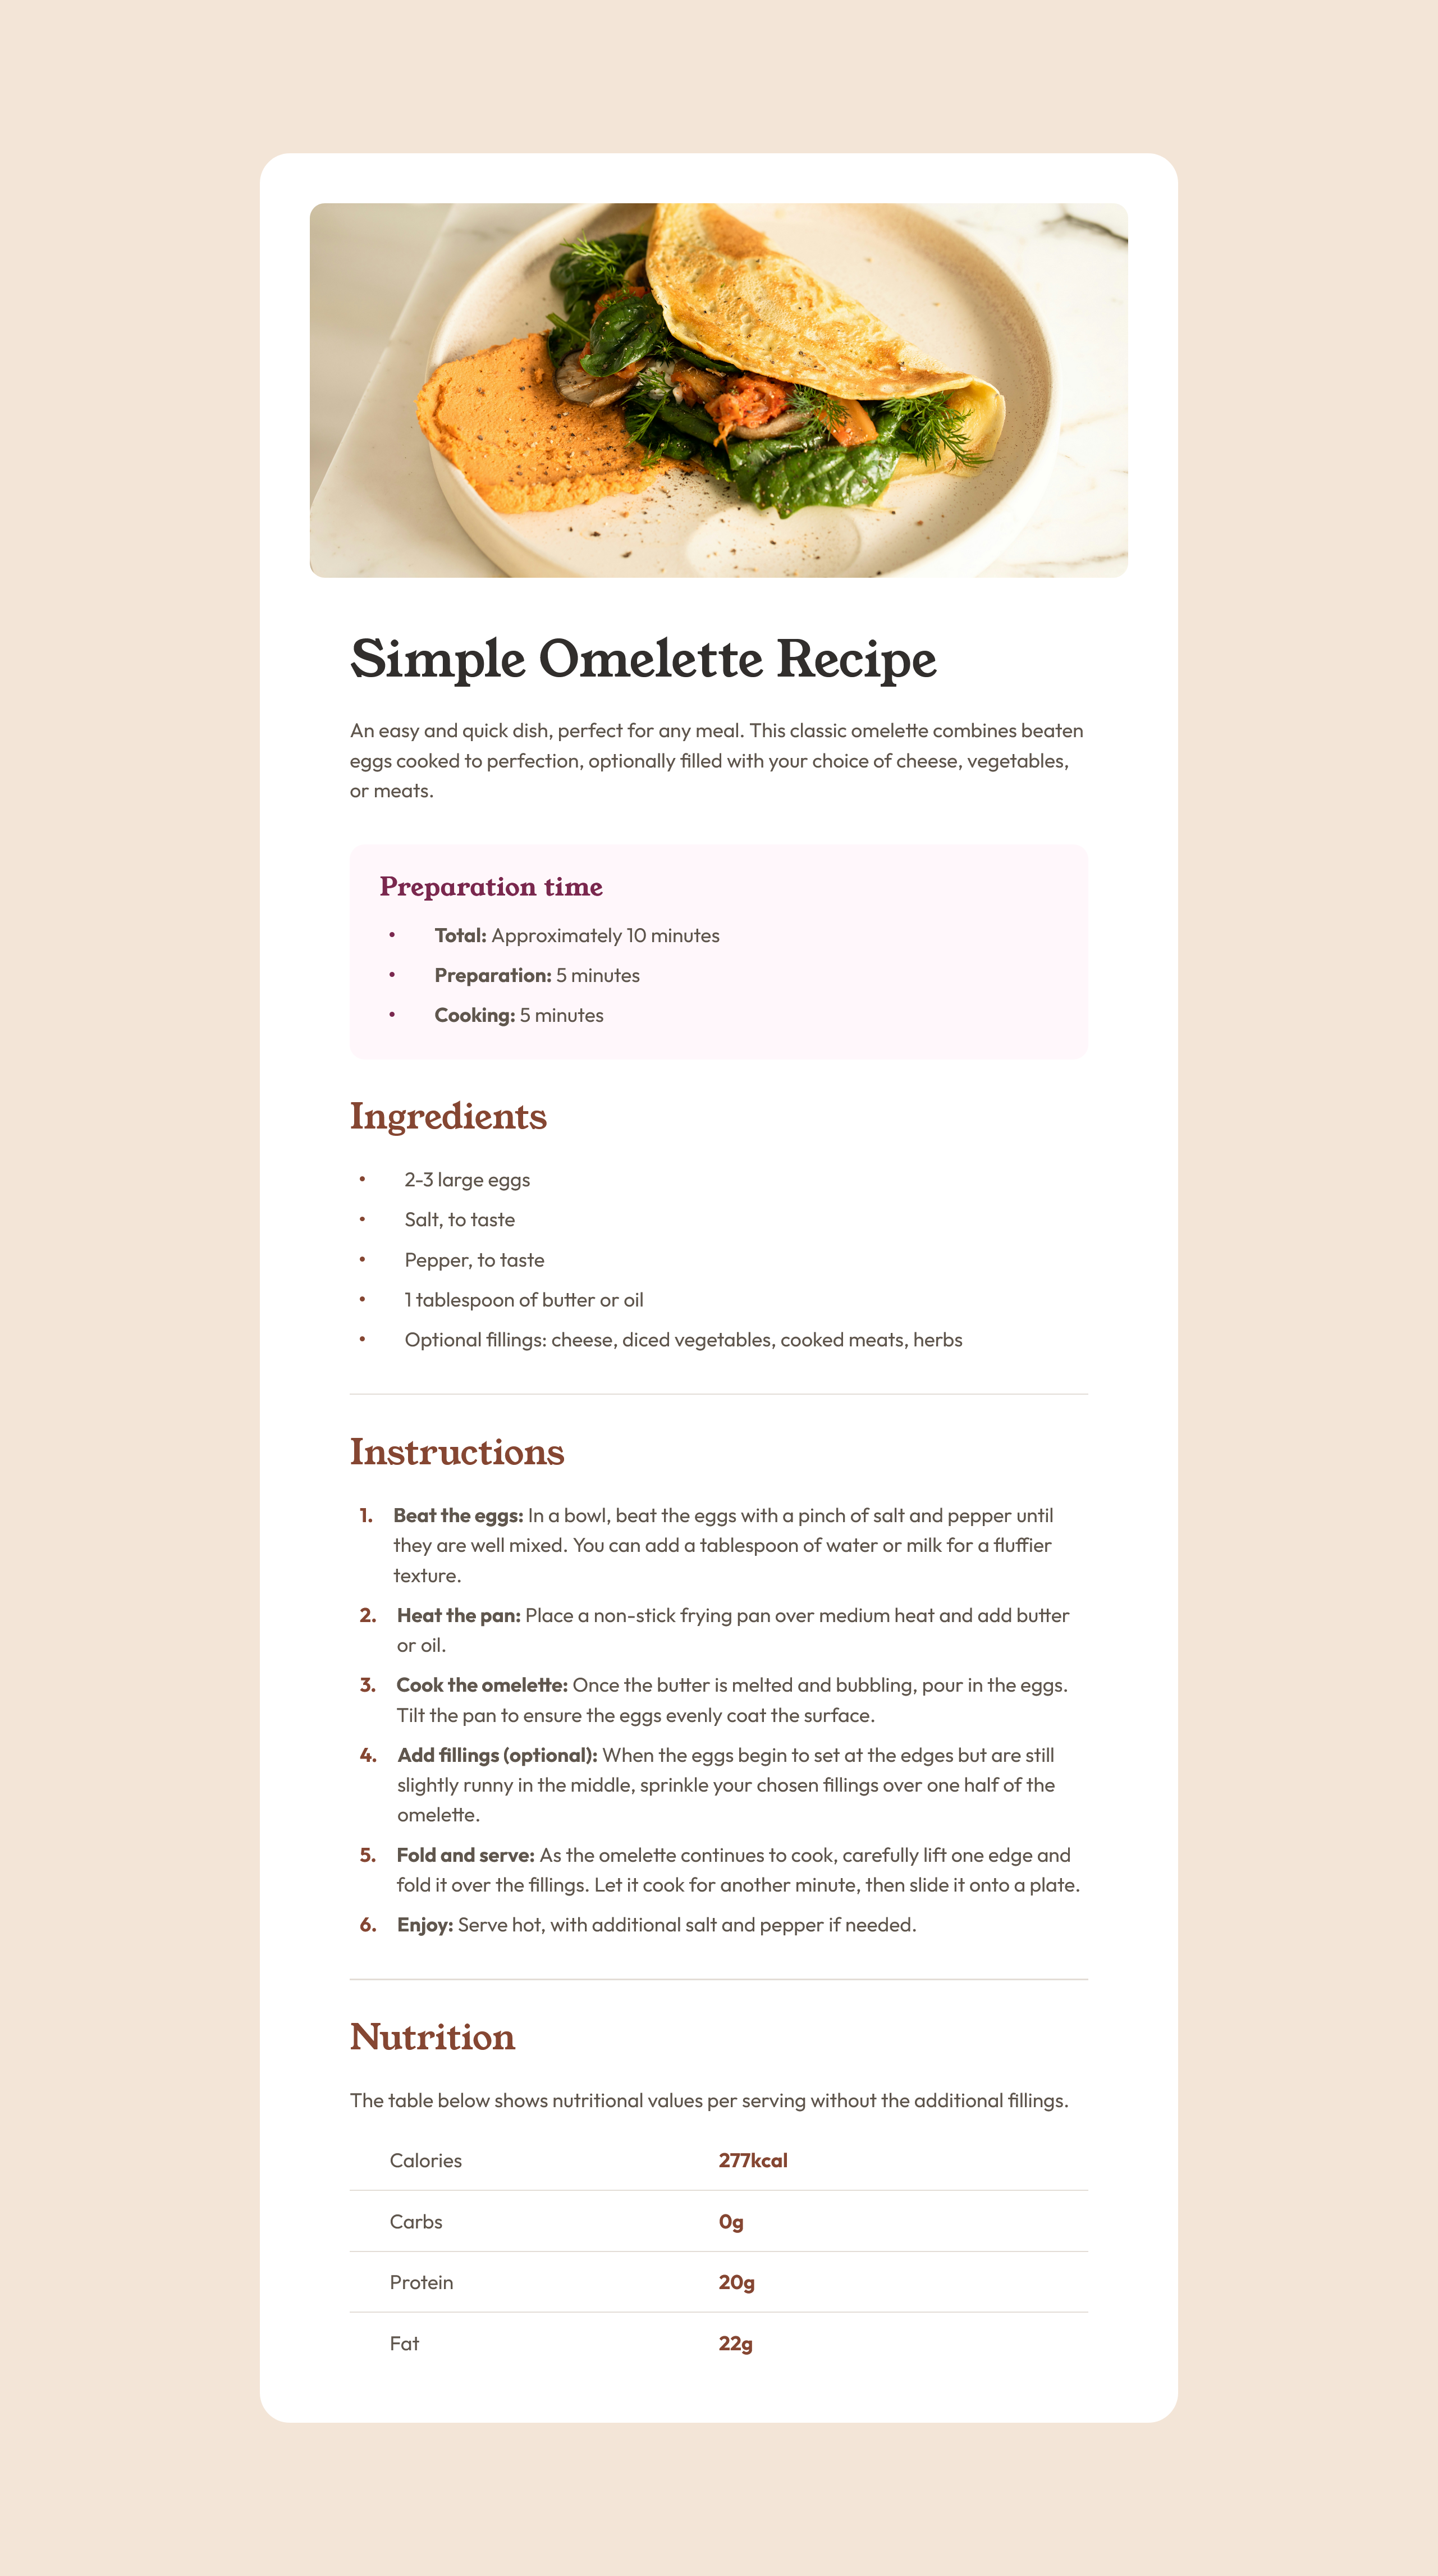 Simple Omelette Recipe
An easy and quick dish, perfect for any meal. This classic omelette combines beaten
eggs cooked to perfection, optionally filled with your choice of cheese, vegetables,
or meats.
Preparation time
• Total: Approximately 10 minutes
• Preparation: 5 minutes
• Cooking: 5 minutes
Ingredients
• 2-3 large eggs
• Salt, to taste
• Pepper, to taste
• 1 tablespoon of butter or oil
• Optional fillings: cheese, diced vegetables, cooked meats, herbs
Instructions
1. Beat the eggs: In a bowl, beat the eggs with a pinch of salt and pepper until
they are well mixed. You can add a tablespoon of water or milk for a fluffier
texture.
2. Heat the pan: Place a non-stick frying pan over medium heat and add butter
or oil.
3. Cook the omelette: Once the butter is melted and bubbling, pour in the eggs.
Tilt the pan to ensure the eggs evenly coat the surface.
4. Add fillings (optional): When the eggs begin to set at the edges but are still
slightly runny in the middle, sprinkle your chosen fillings over one half of the
omelette.
5. Fold and serve: As the omelette continues to cook, carefully lift one edge and
fold it over the fillings. Let it cook for another minute, then slide it onto a plate.
6. Enjoy: Serve hot, with additional salt and pepper if needed.
Nutrition
The table below shows nutritional values per serving without the additional fillings.
Calories 277kcal
Carbs 0g
Protein 20g
Fat 22g